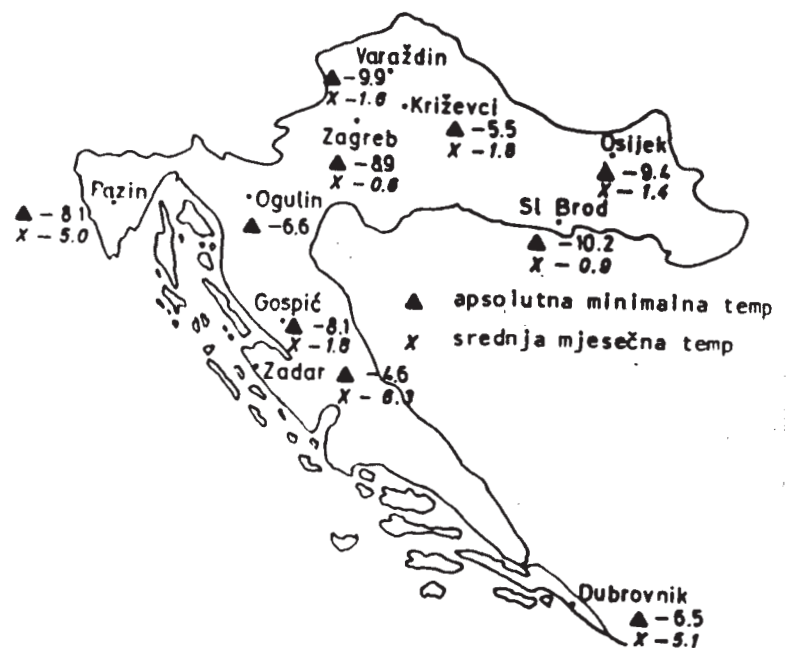 Varaždin
▲ -9.9
x -1.6
Križevci
▲ -5.5
x -1.8
Zagreb
▲ -8.9
x -0.6
Osijek
▲ -9.4
x -1.4
Pazin
▲ -8.1
x -5.0
Ogulin
▲ -6.6
Sl Brod
▲ -10.2
x -0.9
Gospić
▲ -8.1
x -1.8
▲ apsolutna minimalna temp
x srednja mjesečna temp
Zadar ▲ -4.6
x -6.3
Dubrovnik
▲ -6.5
x -5.1